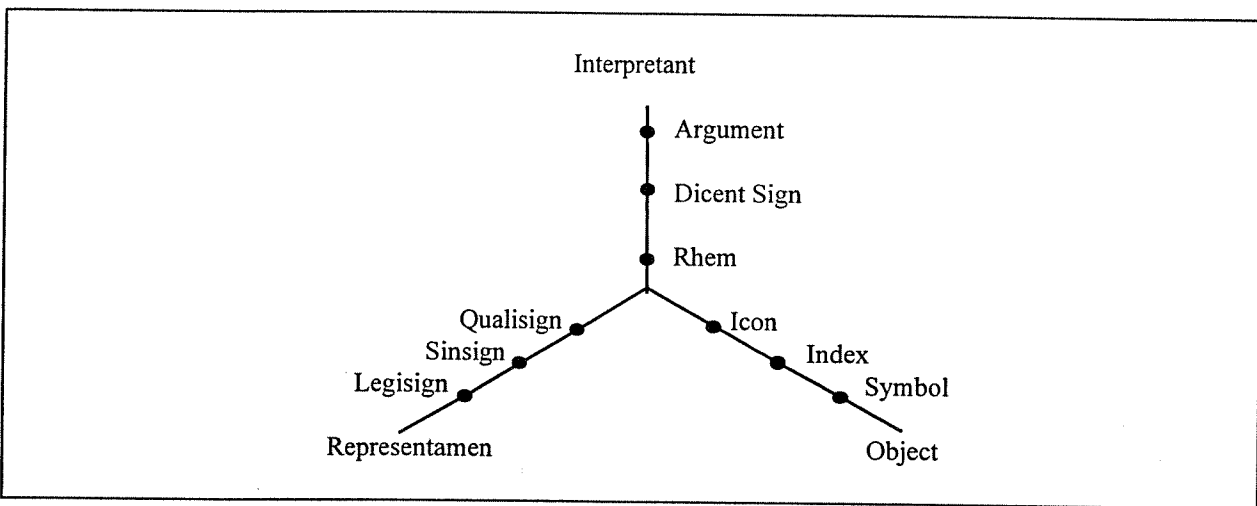 Interpretant
Argument
Dicent Sign
Rhem
Qualisign
Icon
Sinsign
Index
Legisign
Symbol
Representamen
Object